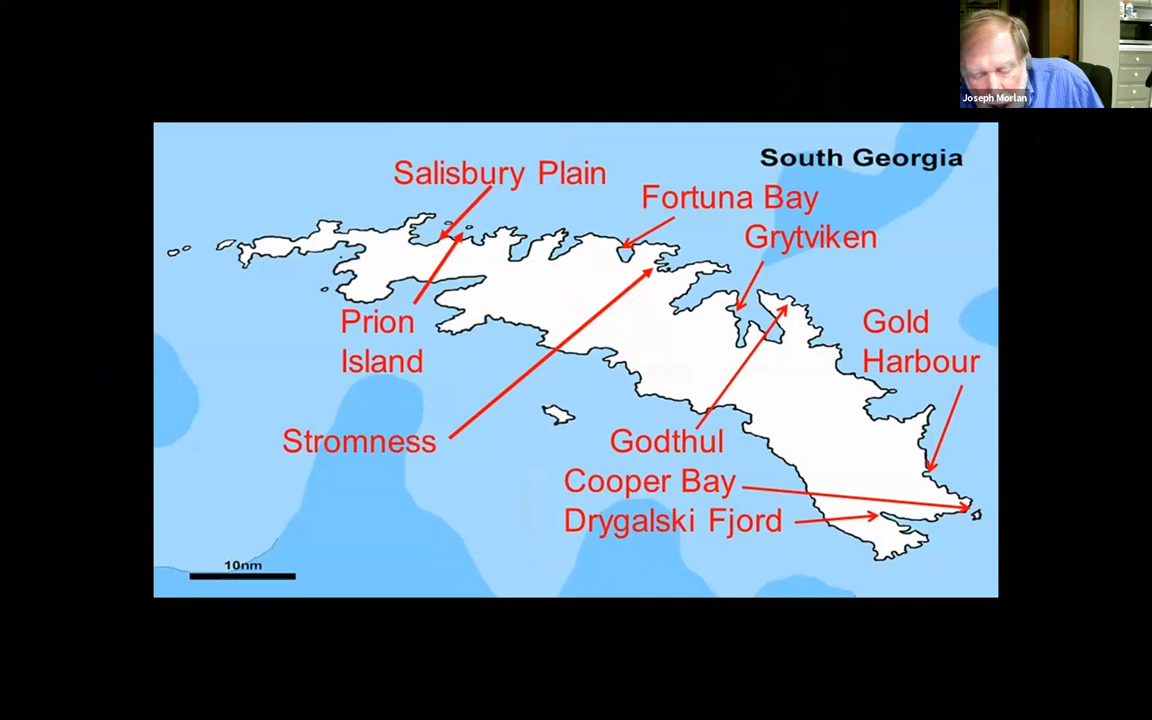 Joseph Morlan
South Georgia
Salisbury Plain
Fortuna Bay
Grytviken
Prion
Island
Gold
Harbour
Stromness
Godthul
Cooper Bay
Drygalski Fjord
10nm